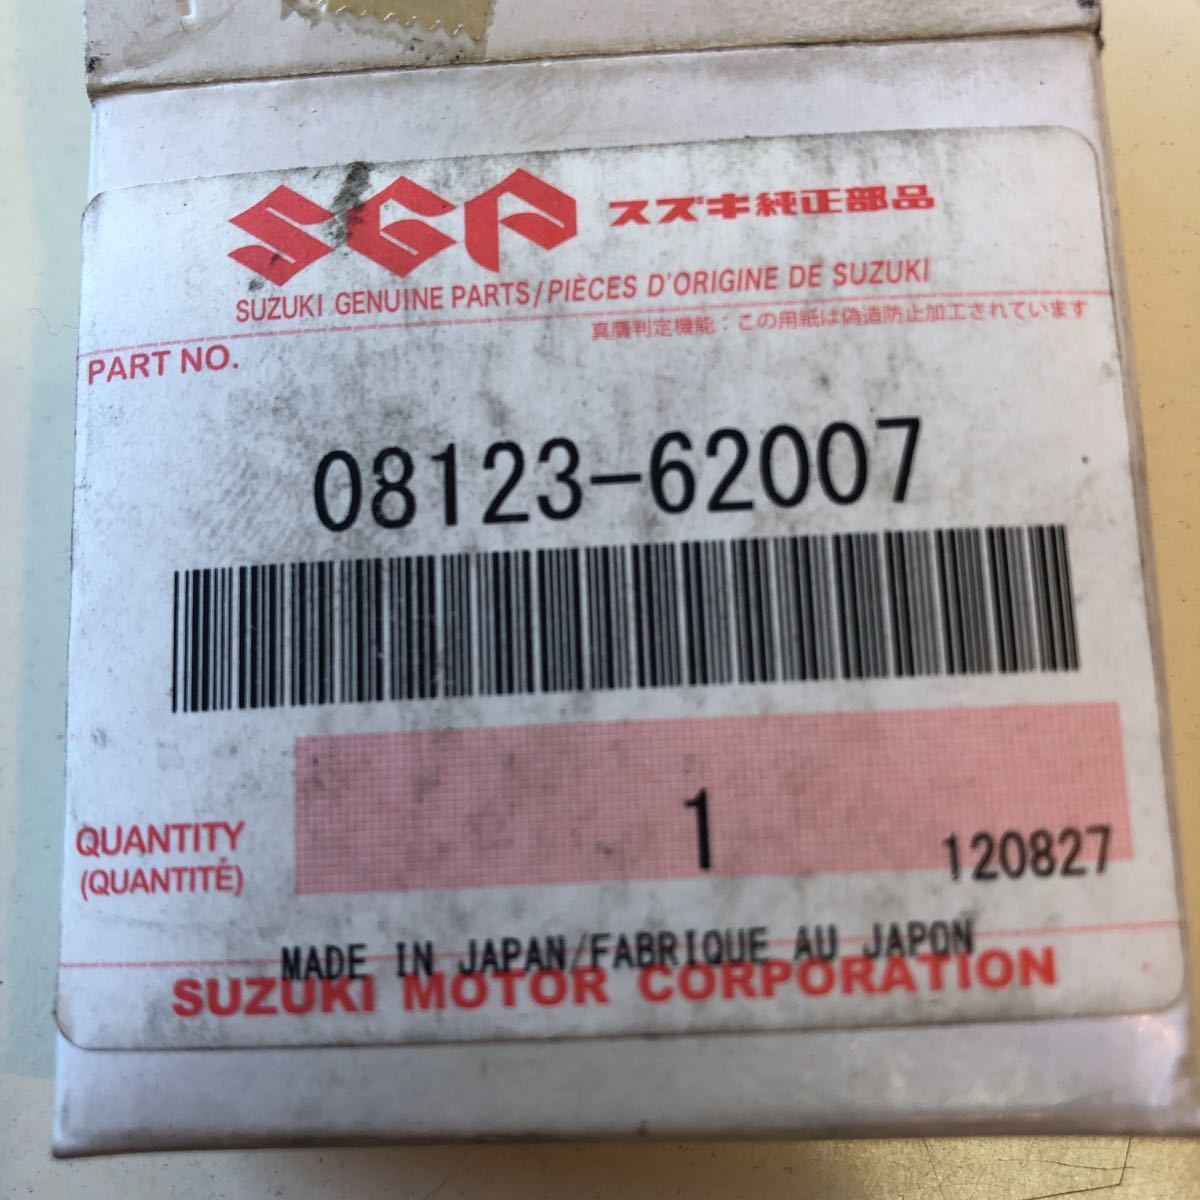 SGP スズキ純正部品
SUZUKI GENUINE PARTS/PIÈCES D'ORIGINE DE SUZUKI
真贋判定機能：この用紙は偽造防止加工されています
PART NO.
08123-62007
QUANTITY
(QUANTITÉ)
1
120827
MADE IN JAPAN/FABRIQUE AU JAPON
SUZUKI MOTOR CORPORATION